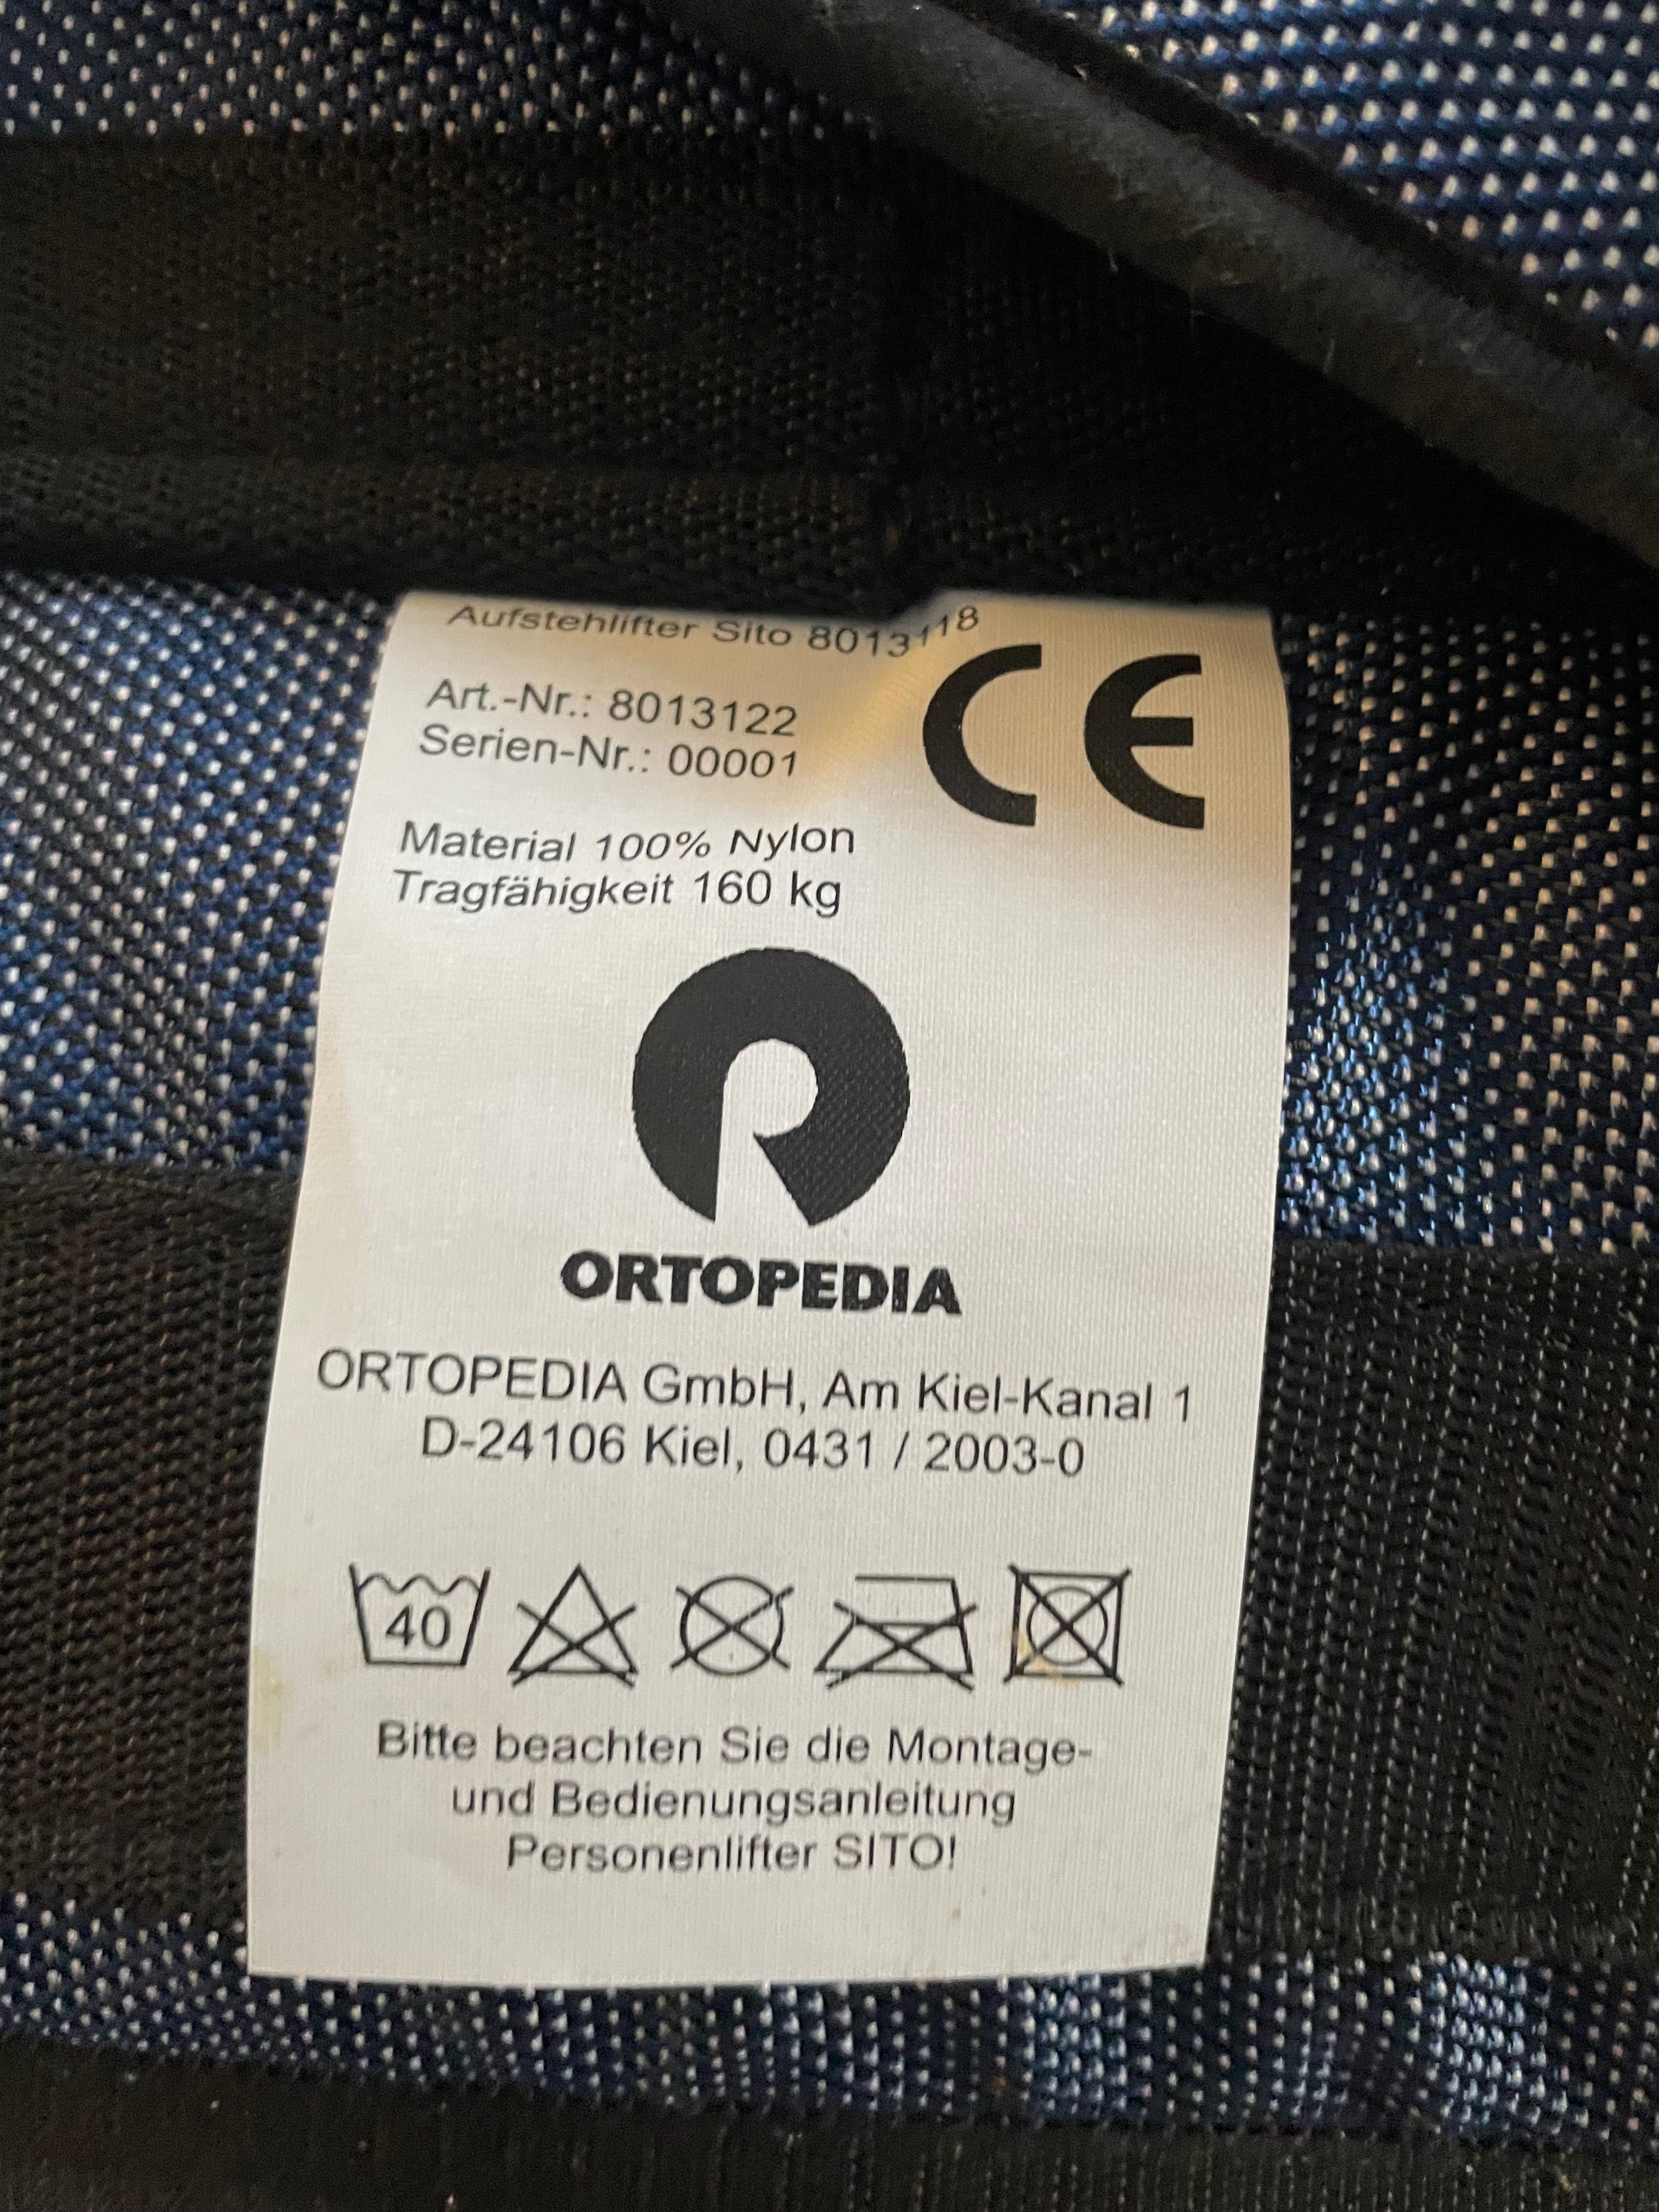 Aufstehlifter Sito 8013118
CE
Art.-Nr.: 8013122
Serien-Nr.: 00001
Material 100% Nylon
Tragfähigkeit 160 kg
ORTOPEDIA
ORTOPEDIA GmbH, Am Kiel-Kanal 1
D-24106 Kiel, 0431 / 2003-0
40
Bitte beachten Sie die Montage-
und Bedienungsanleitung
Personenlifter SITO!